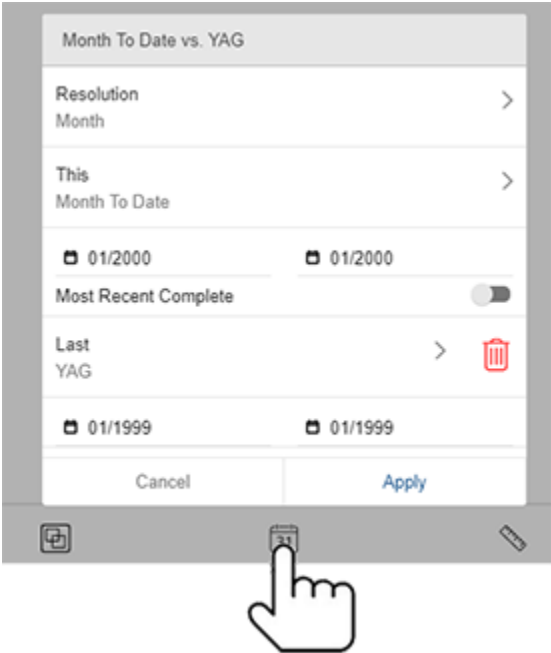 Month To Date vs. YAG
Resolution
Month
This
Month To Date
01/2000 01/2000
Most Recent Complete
Last
YAG
01/1999 01/1999
Cancel Apply
31